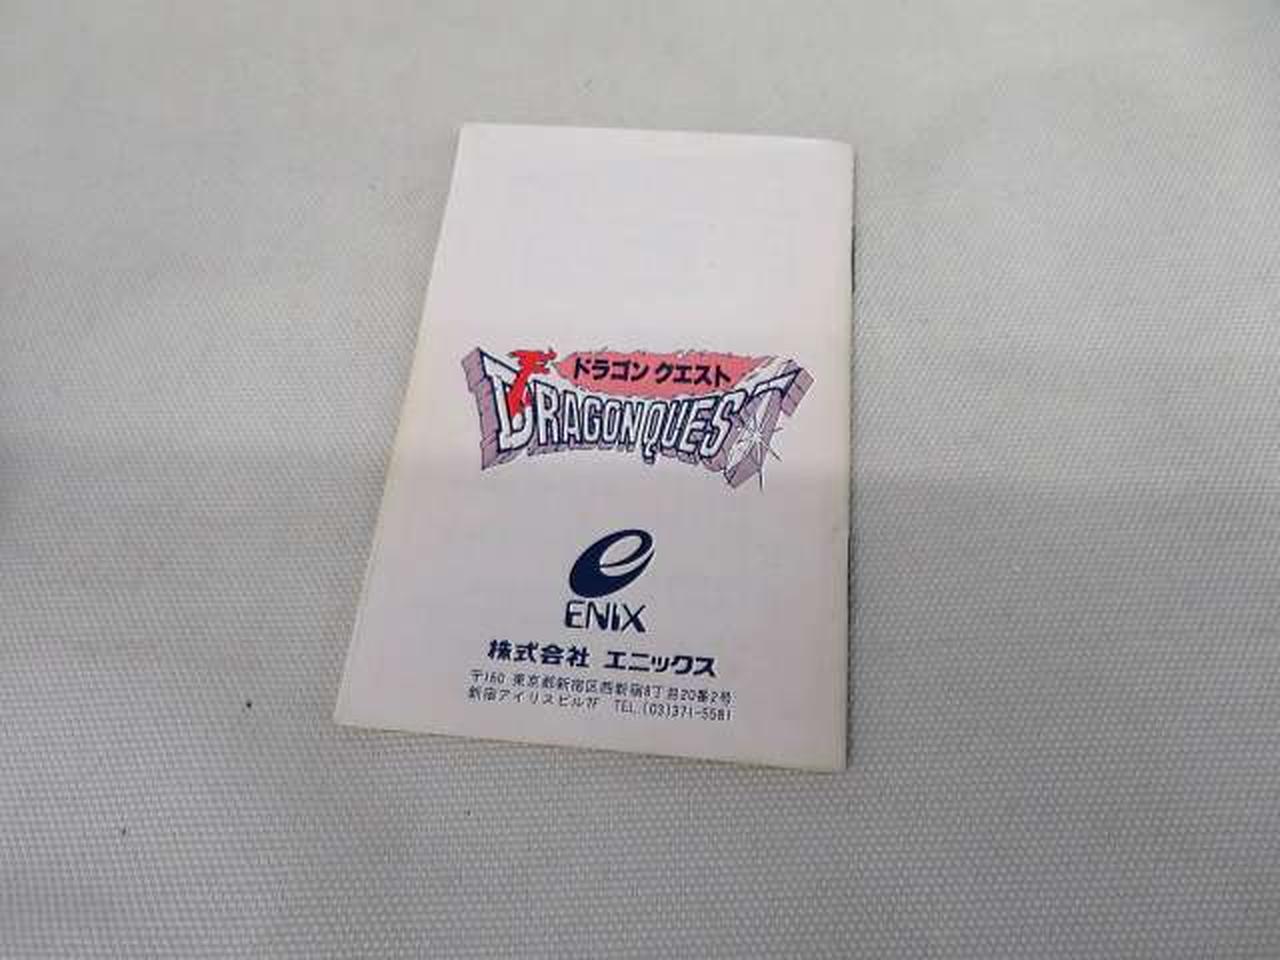 ドラゴン クエスト
DRAGON QUEST
ENIX
株式会社 エニックス
〒160 東京都新宿区西新宿8丁目20番2号
新宿アイリスビル7F TEL.(03)371-5581